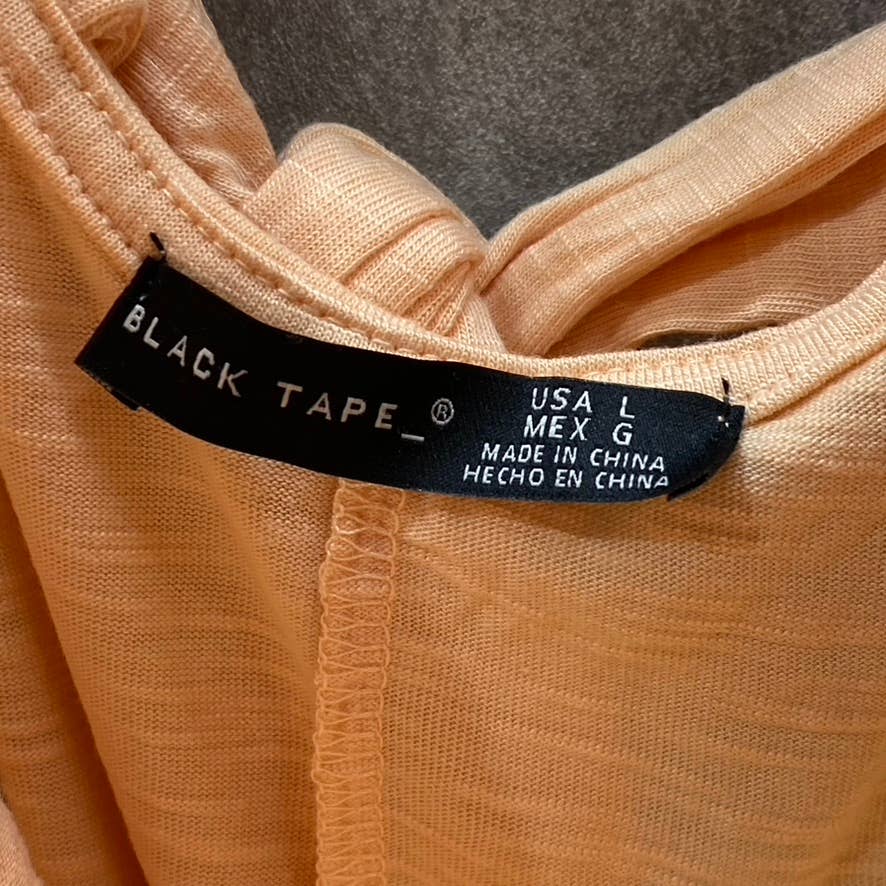 BLACK TAPE_®
USA L
MEX G
MADE IN CHINA
HECHO EN CHINA